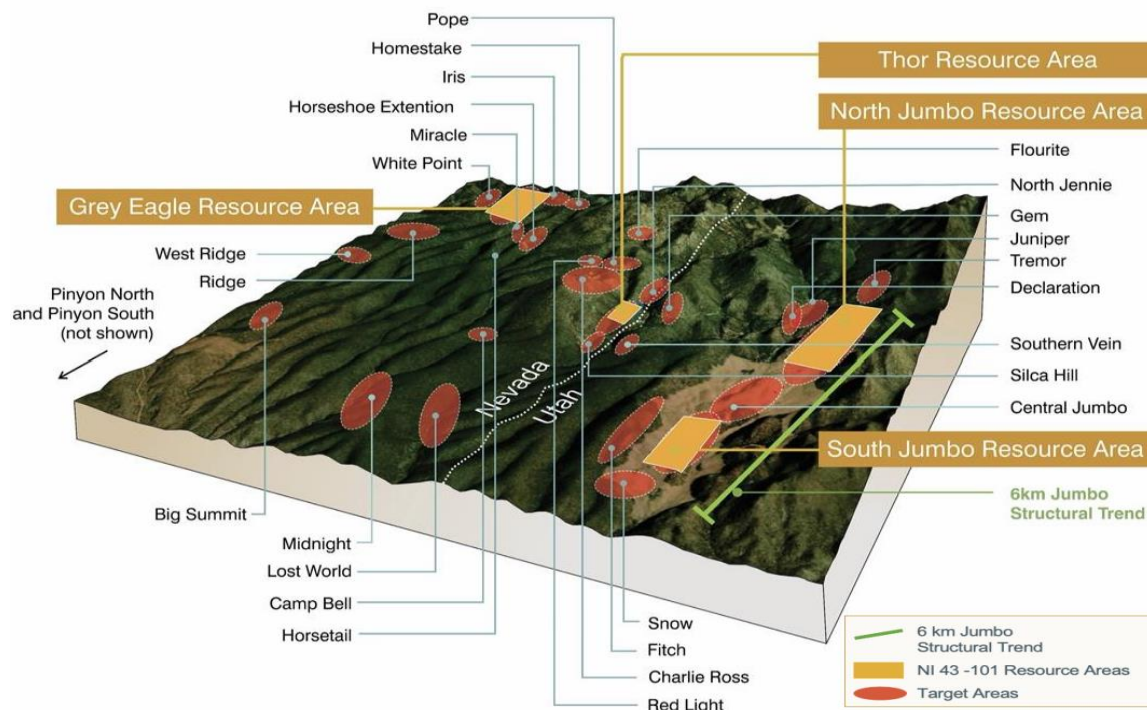 Pope
Homestake
Iris
Horseshoe Extention
Miracle
White Point
Grey Eagle Resource Area
West Ridge
Ridge
Pinyon North
and Pinyon South
(not shown)
Thor Resource Area
North Jumbo Resource Area
Flourite
North Jennie
Gem
Juniper
Tremor
Declaration
Southern Vein
Silca Hill
Central Jumbo
South Jumbo Resource Area
6km Jumbo
Structural Trend
Nevada
Utah
Big Summit
Midnight
Lost World
Camp Bell
Horsetail
Snow
Fitch
Charlie Ross
Red Light
6 km Jumbo
Structural Trend
NI 43 -101 Resource Areas
Target Areas